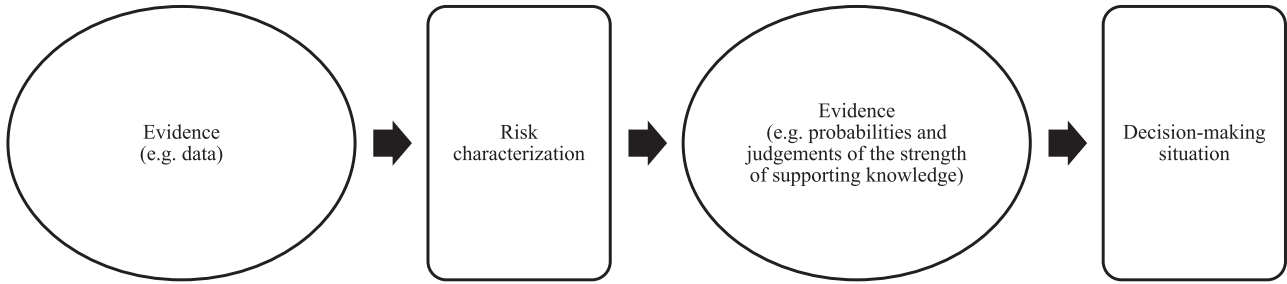 Evidence
(e.g. data)
Risk
characterization
Evidence
(e.g. probabilities and
judgements of the strength
of supporting knowledge)
Decision-making
situation